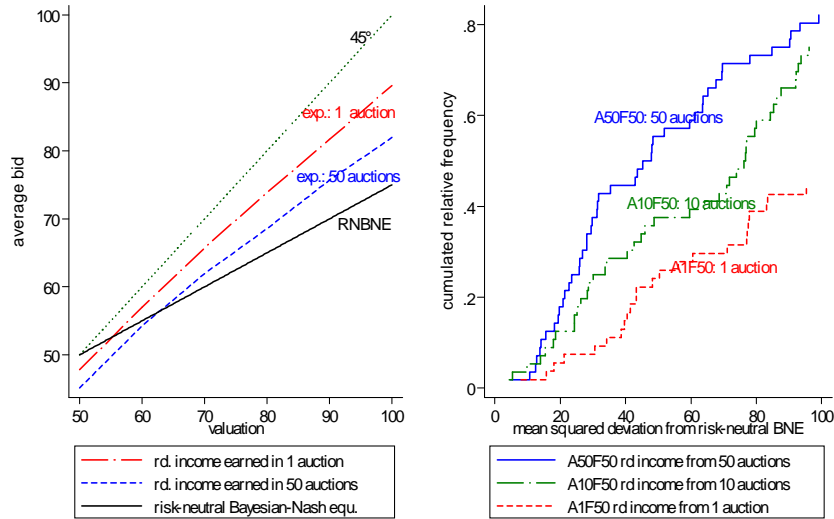 100
90
80
70
60
50
average bid
45°
exp.: 1 auction
exp.: 50 auctions
RNBNE
50 60 70 80 90 100
valuation
rd. income earned in 1 auction
rd. income earned in 50 auctions
risk-neutral Bayesian-Nash equ.
.8
.6
.4
.2
0
cumulated relative frequency
A50F50: 50 auctions
A10F50: 10 auctions
A1F50: 1 auction
0 20 40 60 80 100
mean squared deviation from risk-neutral BNE
A50F50 rd income from 50 auctions
A10F50 rd income from 10 auctions
A1F50 rd income from 1 auction